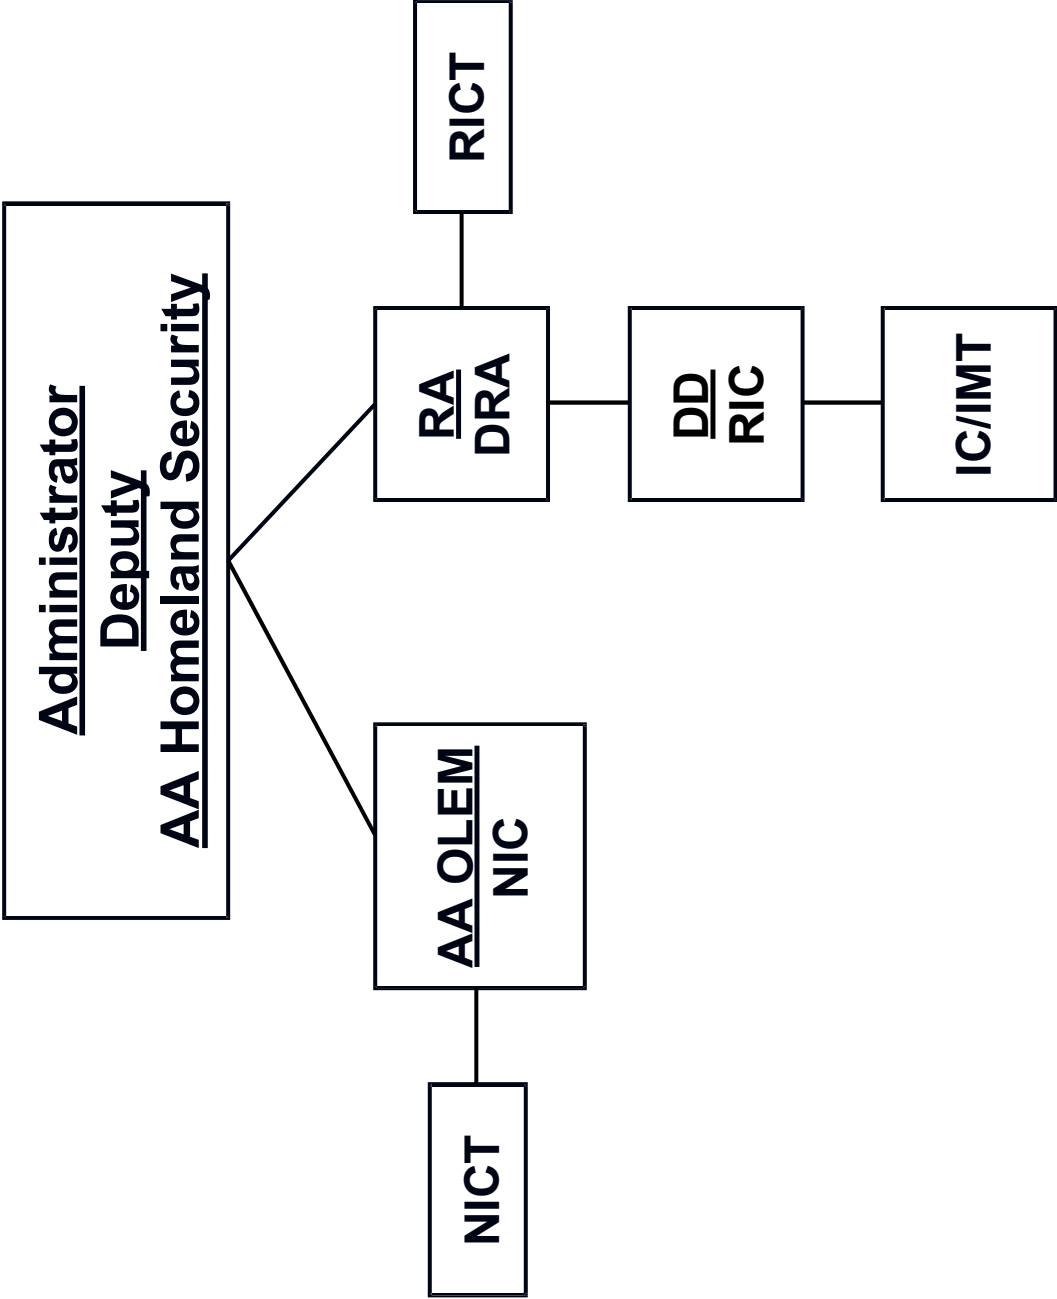 Administrator
Deputy
AA Homeland Security
NICT
AA OLEM
NIC
RA
DRA
RICT
DD
RIC
IC/IMT